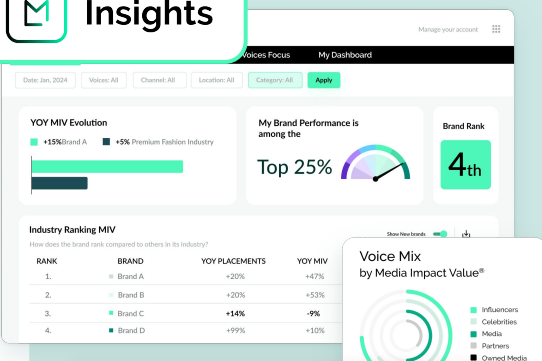 Insights
Manage your account
Voices Focus
My Dashboard
Date: Jan, 2024
Voices: All
Channel: All
Location: All
Category: All
Apply
YOY MIV Evolution
+15%Brand A
+5% Premium Fashion Industry
My Brand Performance is
among the
Top 25%
Brand Rank
4th
Industry Ranking MIV
How does the brand rank compared to others in its industry?
Show New brands
RANK BRAND YOY PLACEMENTS YOY MIV
1. Brand A +20% +47%
2. Brand B +20% +53%
3. Brand C +14% -9%
4. Brand D +99% +10%
Voice Mix
by Media Impact Value®
Influencers
Celebrities
Media
Partners
Owned Media